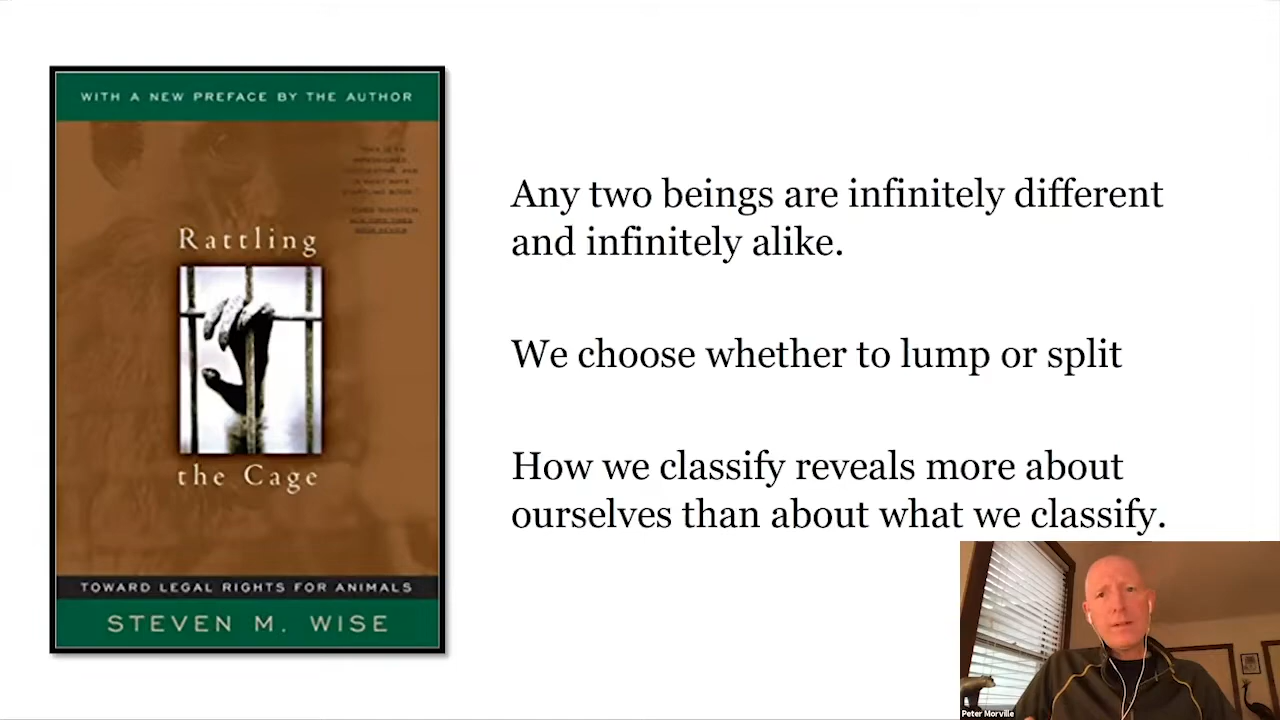 WITH A NEW PREFACE BY THE AUTHOR
Rattling
the Cage
TOWARD LEGAL RIGHTS FOR ANIMALS
STEVEN M. WISE
Any two beings are infinitely different
and infinitely alike.
We choose whether to lump or split
How we classify reveals more about
ourselves than about what we classify.
Peter Morville